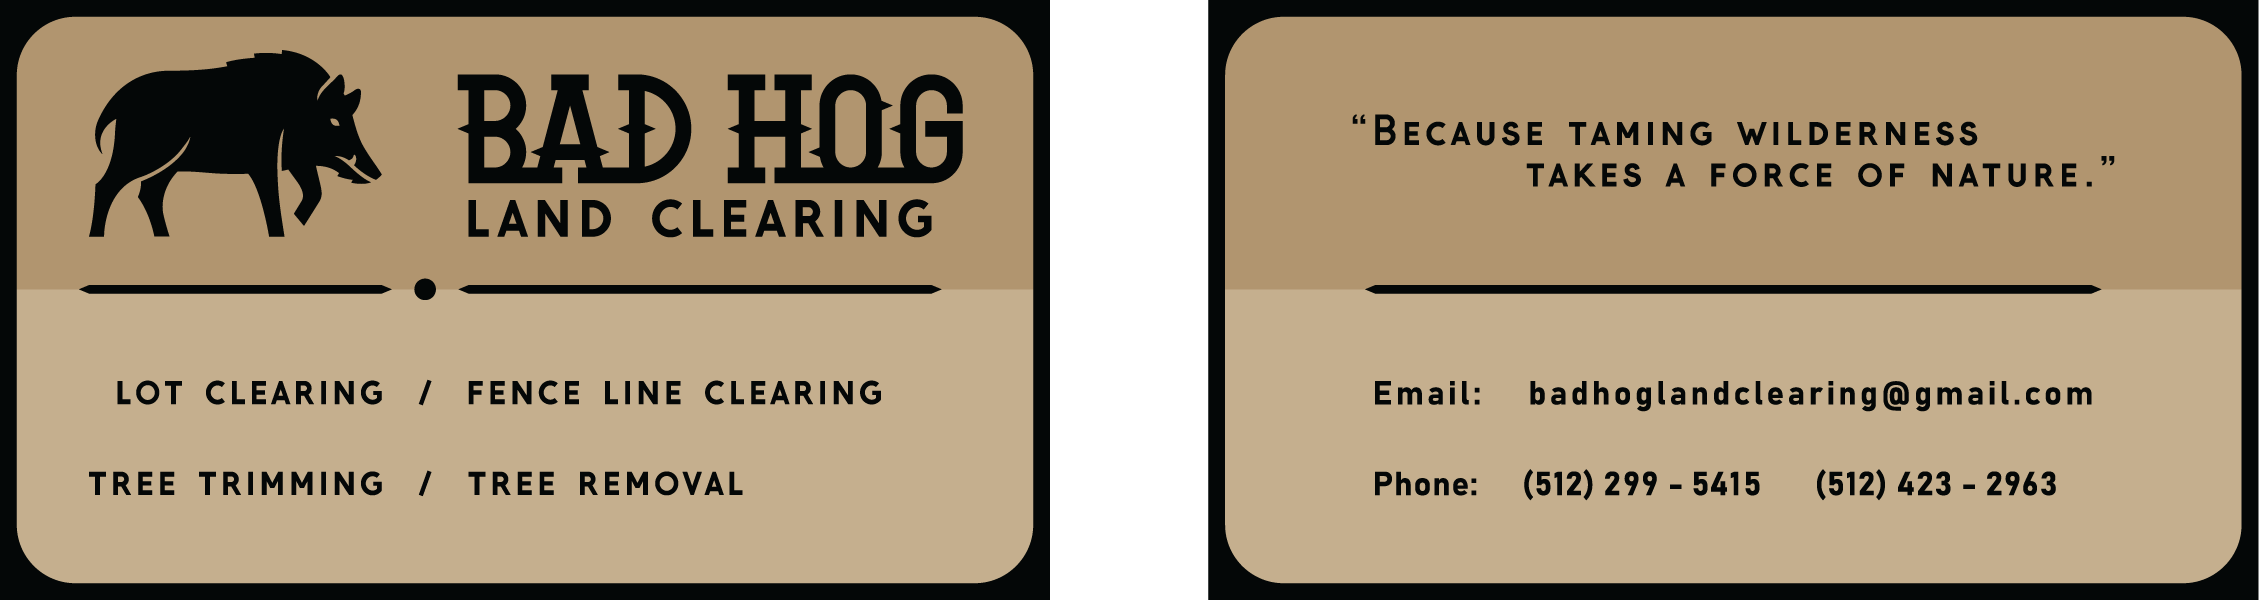 BAD HOG
LAND CLEARING
LOT CLEARING / FENCE LINE CLEARING
TREE TRIMMING / TREE REMOVAL
“BECAUSE TAMING WILDERNESS
TAKES A FORCE OF NATURE.”
Email: badhoglandclearing@gmail.com
Phone: (512) 299 - 5415 (512) 423 - 2963